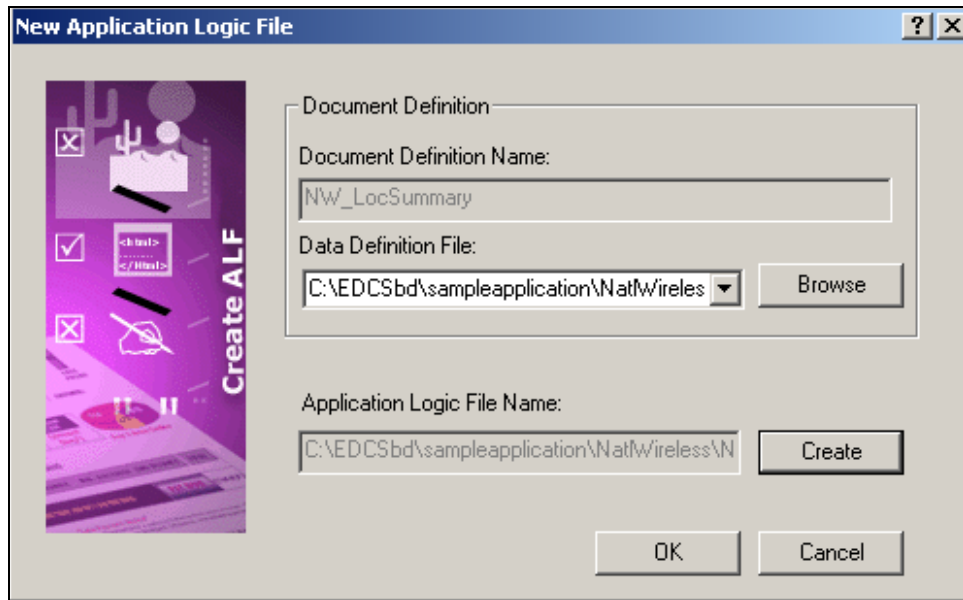 New Application Logic File
Create ALF
<html>
</Html>
Document Definition
Document Definition Name:
NW_LocSummary
Data Definition File:
C:\EDCSbd\sampleapplication\NatlWireles
Browse
Application Logic File Name:
C:\EDCSbd\sampleapplication\NatlWireless\N
Create
OK
Cancel